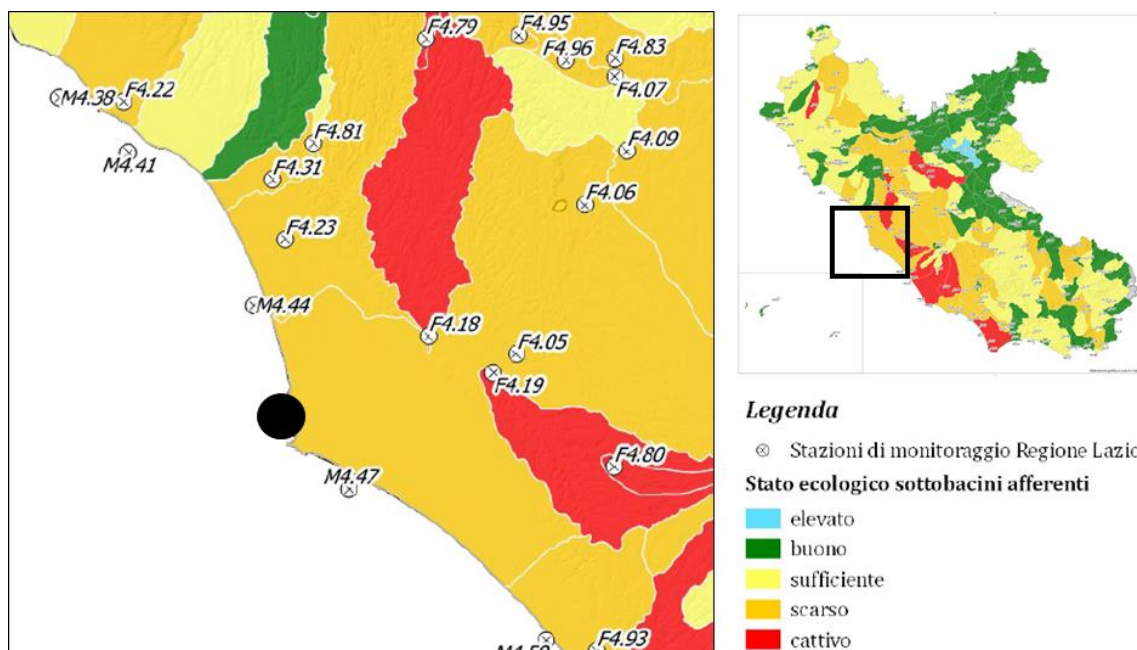 F4.79
F4.95
F4.96
F4.83
F4.07
M4.38
F4.22
M4.41
F4.81
F4.09
F4.31
F4.06
F4.23
M4.44
F4.18
F4.05
F4.19
F4.80
M4.47
F4.93
Legenda
Stazioni di monitoraggio Regione Lazio
Stato ecologico sottobacini afferenti
elevato
buono
sufficiente
scarso
cattivo